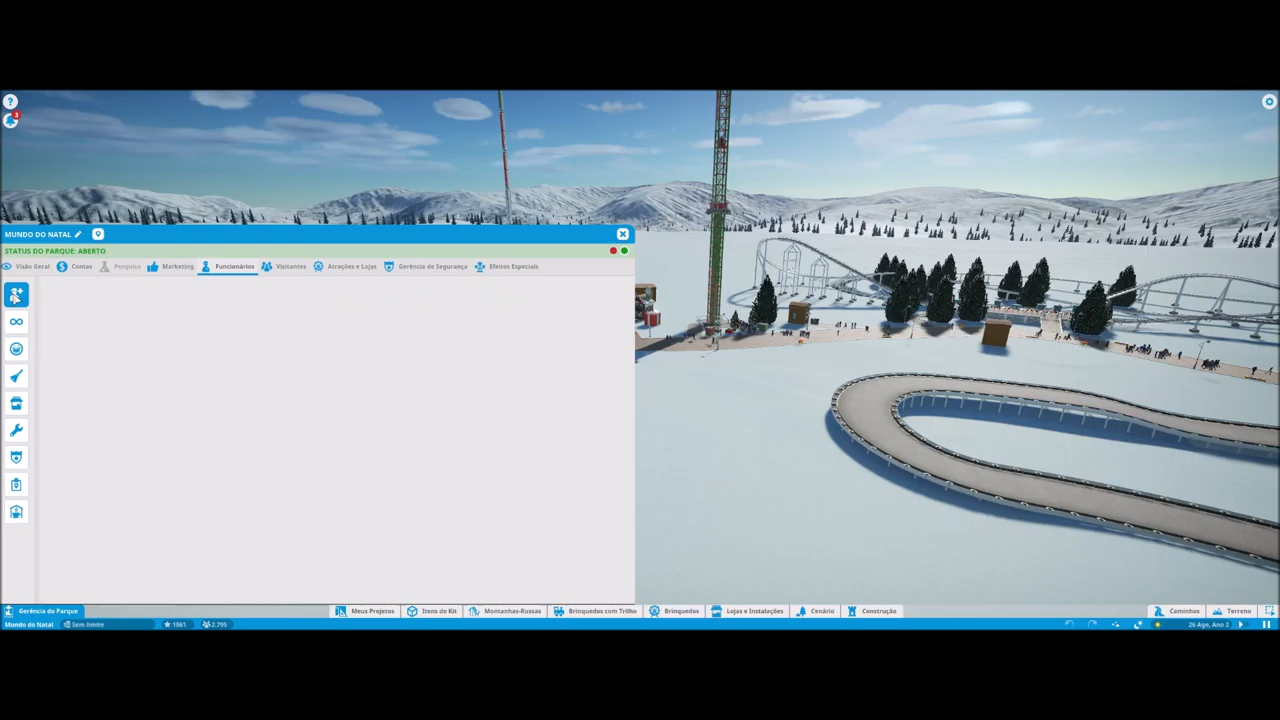 ?
3
MUNDO DO NATAL
STATUS DO PARQUE: ABERTO
Visão Geral Contas Pesquisa Marketing Funcionários Visitantes Atrações e Lojas Gerência de Segurança Efeitos Especiais
Gerência do Parque Meus Projetos Itens do Kit Montanhas-Russas Brinquedos com Trilho Brinquedos Lojas e Instalações Cenário Construção Caminhos Terreno
Mundo do Natal Sem limite 1861 2.795 26 Ago, Ano 2